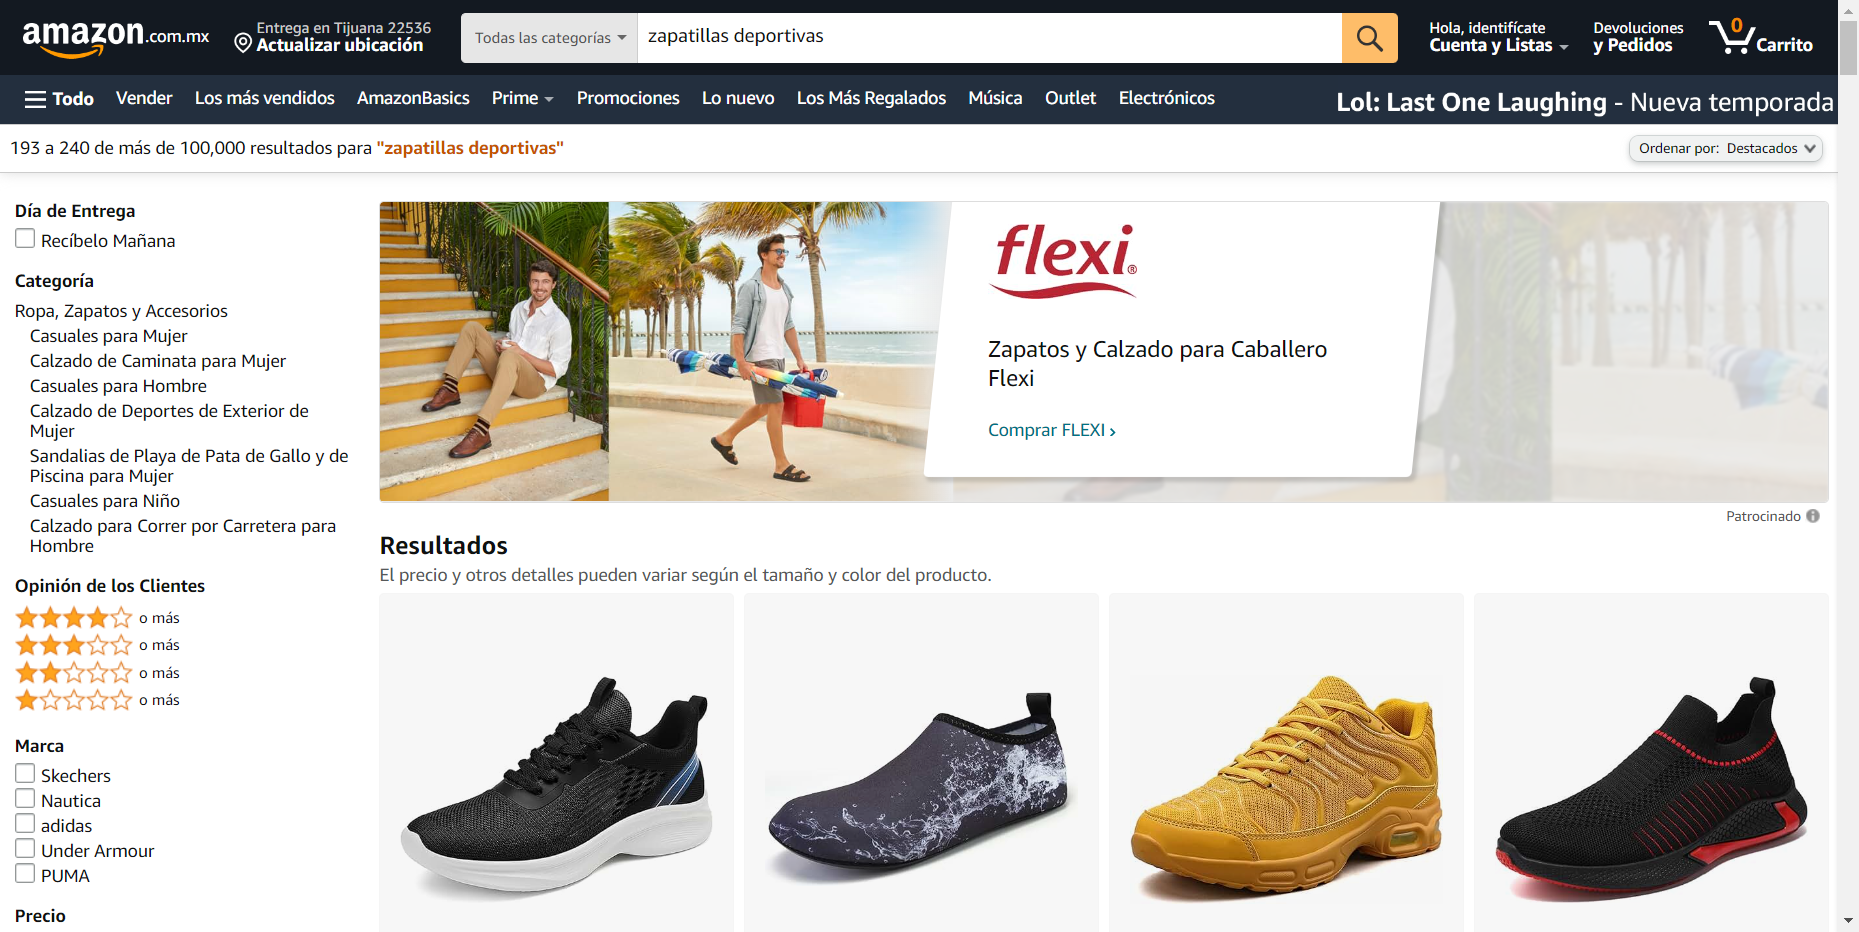 amazon.com.mx
Entrega en Tijuana 22536
Actualizar ubicación
Todas las categorías
zapatillas deportivas
Hola, identifícate
Cuenta y Listas
Devoluciones
y Pedidos
0
Carrito
Todo
Vender
Los más vendidos
AmazonBasics
Prime
Promociones
Lo nuevo
Los Más Regalados
Música
Outlet
Electrónicos
Lol: Last One Laughing - Nueva temporada
193 a 240 de más de 100,000 resultados para "zapatillas deportivas"
Ordenar por: Destacados
Día de Entrega
Recíbelo Mañana
Categoría
Ropa, Zapatos y Accesorios
Casuales para Mujer
Calzado de Caminata para Mujer
Casuales para Hombre
Calzado de Deportes de Exterior de
Mujer
Sandalias de Playa de Pata de Gallo y de
Piscina para Mujer
Casuales para Niño
Calzado para Correr por Carretera para
Hombre
Opinión de los Clientes
o más
o más
o más
o más
Marca
Skechers
Nautica
adidas
Under Armour
PUMA
Precio
flexi®
Zapatos y Calzado para Caballero
Flexi
Comprar FLEXI ›
Patrocinado
Resultados
El precio y otros detalles pueden variar según el tamaño y color del producto.